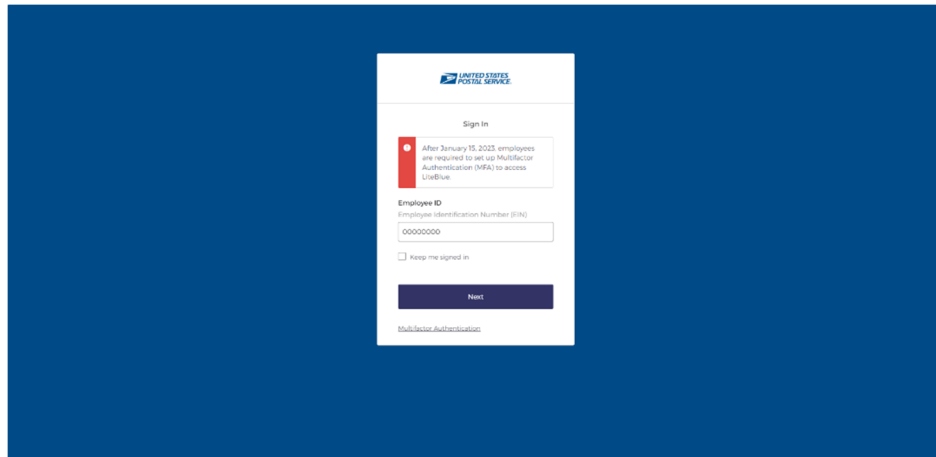 UNITED STATES
POSTAL SERVICE.
Sign In
After January 15, 2023, employees
are required to set up Multifactor
Authentication (MFA) to access
LiteBlue.
Employee ID
Employee Identification Number (EIN)
00000000
Keep me signed in
Next
Multifactor Authentication